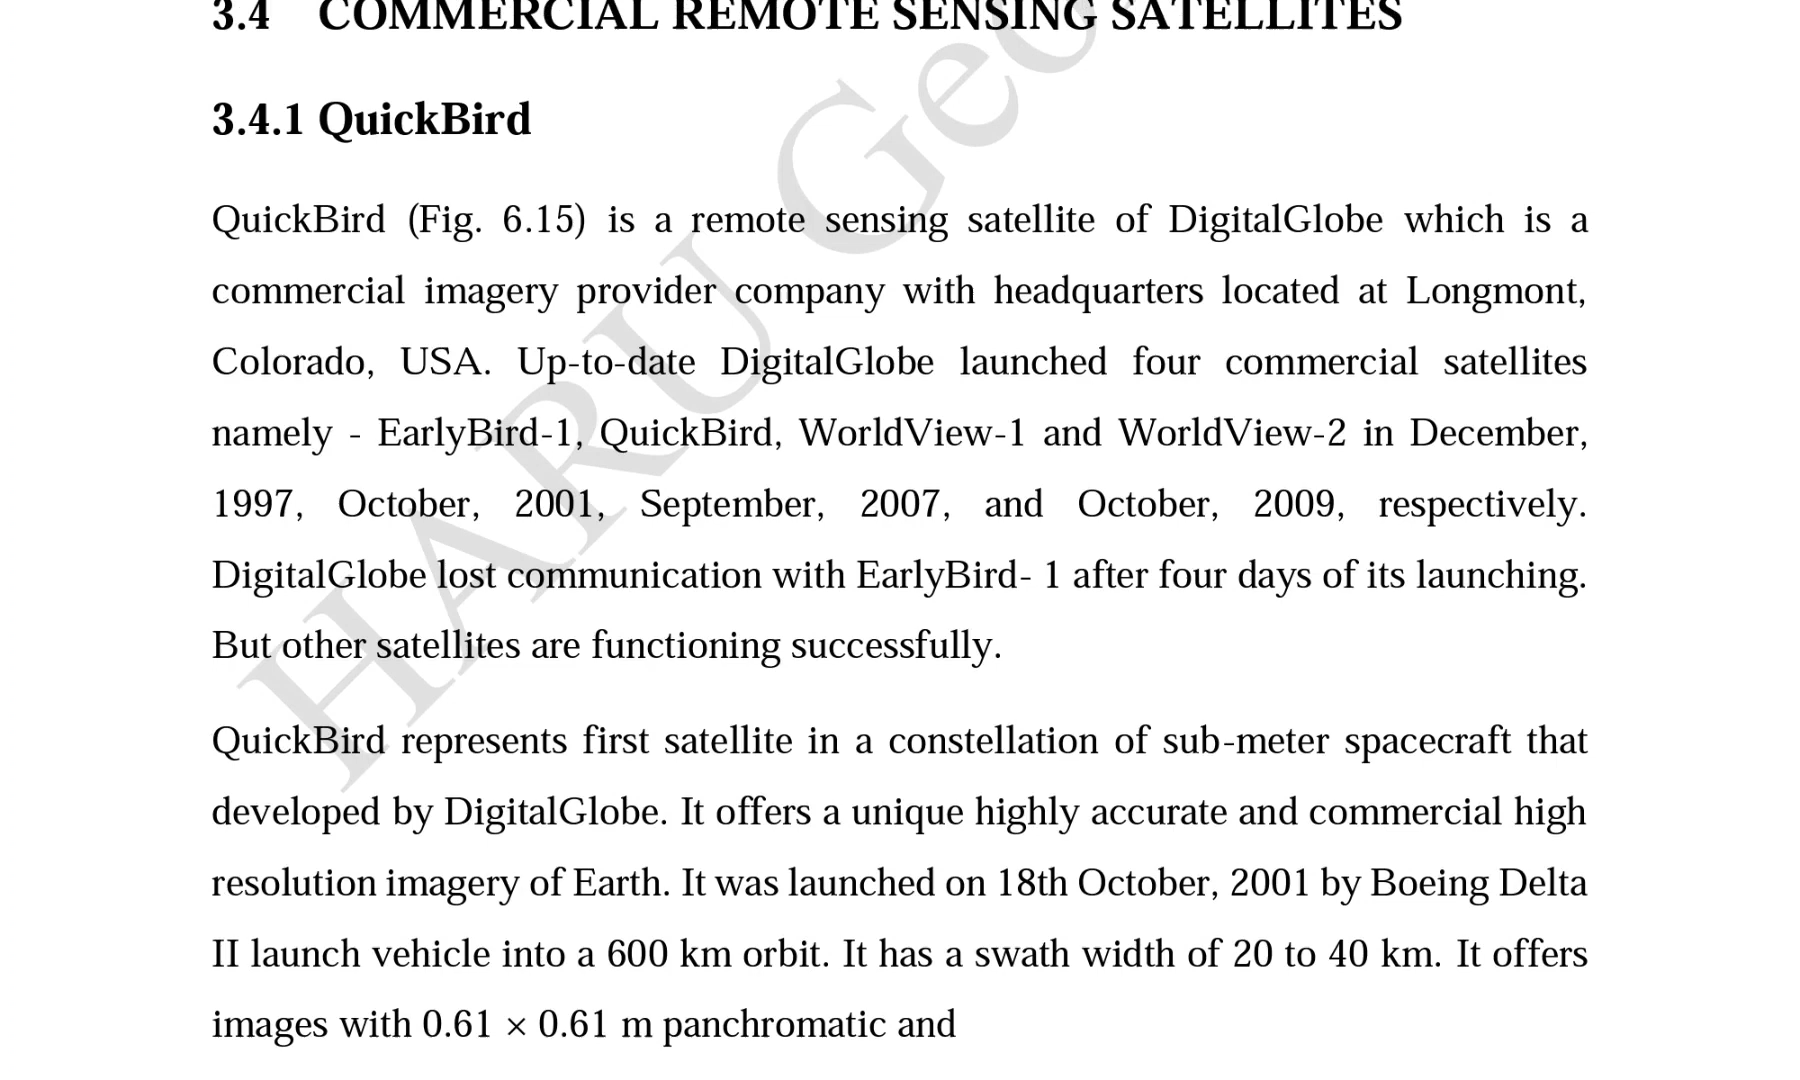 3.4 COMMERCIAL REMOTE SENSING SATELLITES
3.4.1 QuickBird
QuickBird (Fig. 6.15) is a remote sensing satellite of DigitalGlobe which is a
commercial imagery provider company with headquarters located at Longmont,
Colorado, USA. Up-to-date DigitalGlobe launched four commercial satellites
namely - EarlyBird-1, QuickBird, WorldView-1 and WorldView-2 in December,
1997, October, 2001, September, 2007, and October, 2009, respectively.
DigitalGlobe lost communication with EarlyBird- 1 after four days of its launching.
But other satellites are functioning successfully.
QuickBird represents first satellite in a constellation of sub-meter spacecraft that
developed by DigitalGlobe. It offers a unique highly accurate and commercial high
resolution imagery of Earth. It was launched on 18th October, 2001 by Boeing Delta
II launch vehicle into a 600 km orbit. It has a swath width of 20 to 40 km. It offers
images with 0.61 × 0.61 m panchromatic and
HARU Geo